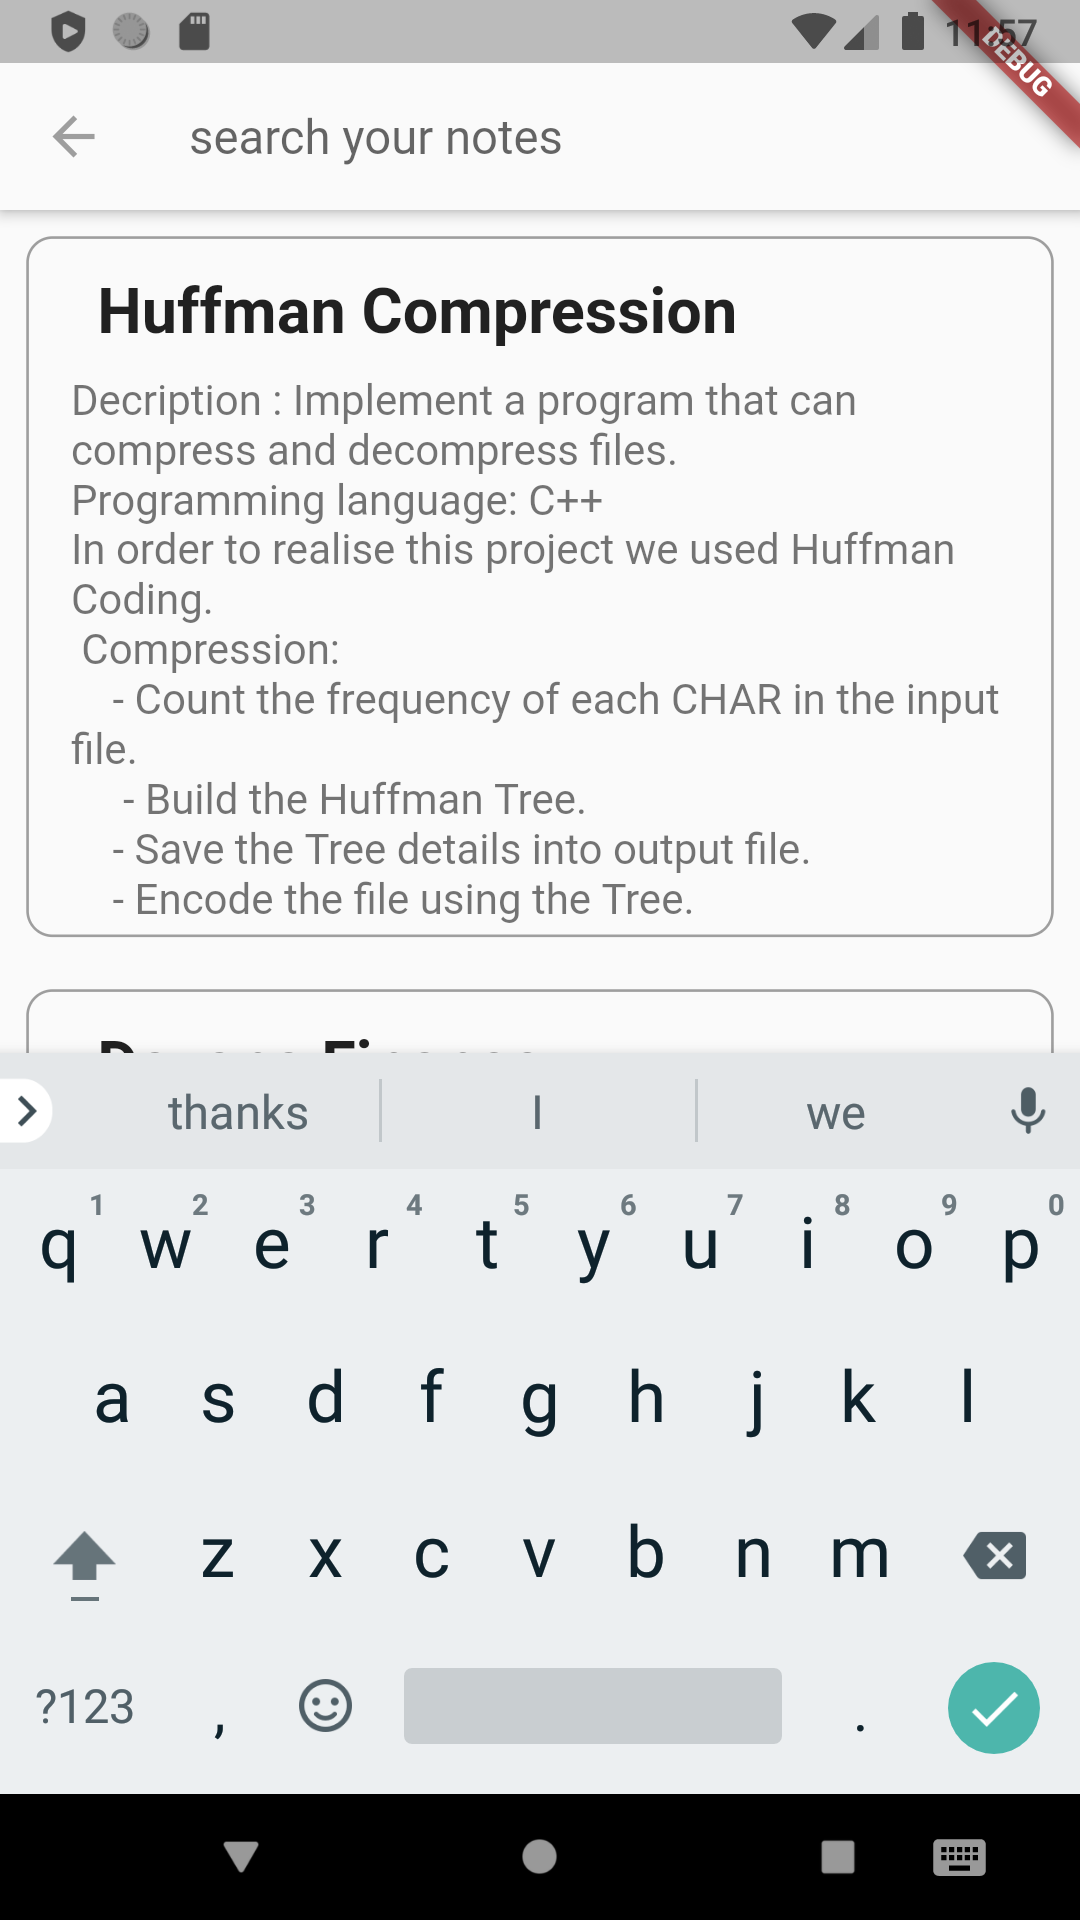 11:57
DEBUG
search your notes
Huffman Compression
Decription : Implement a program that can
compress and decompress files.
Programming language: C++
In order to realise this project we used Huffman
Coding.
Compression:
- Count the frequency of each CHAR in the input
file.
- Build the Huffman Tree.
- Save the Tree details into output file.
- Encode the file using the Tree.
thanks I we
1 2 3 4 5 6 7 8 9 0
q w e r t y u i o p
a s d f g h j k l
z x c v b n m
?123 , .